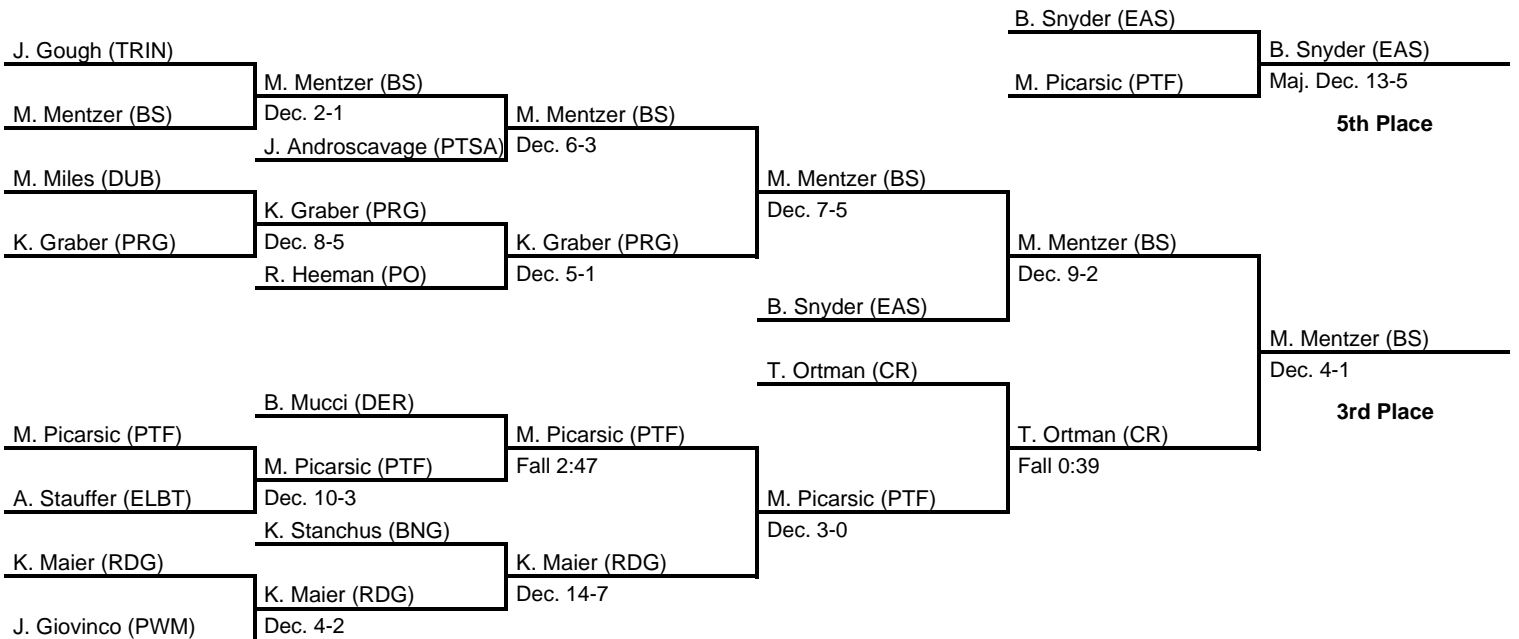 B. Snyder (EAS)
J. Gough (TRIN)
B. Snyder (EAS)
M. Mentzer (BS)
M. Picarsic (PTF)
Maj. Dec. 13-5
M. Mentzer (BS)
Dec. 2-1
M. Mentzer (BS)
5th Place
J. Androscavage (PTSA)
Dec. 6-3
M. Miles (DUB)
M. Mentzer (BS)
K. Graber (PRG)
Dec. 7-5
K. Graber (PRG)
Dec. 8-5
K. Graber (PRG)
M. Mentzer (BS)
R. Heeman (PO)
Dec. 5-1
Dec. 9-2
B. Snyder (EAS)
M. Mentzer (BS)
T. Ortman (CR)
Dec. 4-1
B. Mucci (DER)
3rd Place
M. Picarsic (PTF)
M. Picarsic (PTF)
T. Ortman (CR)
M. Picarsic (PTF)
Fall 2:47
Fall 0:39
A. Stauffer (ELBT)
Dec. 10-3
M. Picarsic (PTF)
K. Stanchus (BNG)
Dec. 3-0
K. Maier (RDG)
K. Maier (RDG)
K. Maier (RDG)
Dec. 14-7
J. Giovinco (PWM)
Dec. 4-2